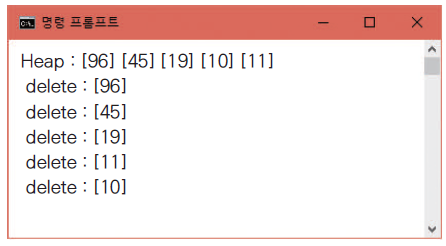 명령 프롬프트
Heap : [96] [45] [19] [10] [11]
delete : [96]
delete : [45]
delete : [19]
delete : [11]
delete : [10]